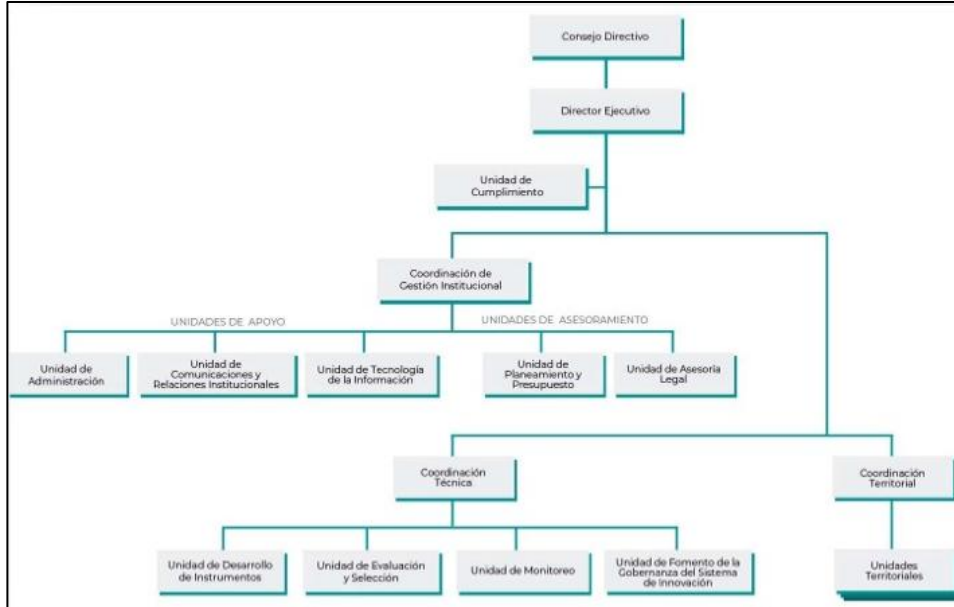 Consejo Directivo
Director Ejecutivo
Unidad de
Cumplimiento
Coordinación de
Gestión Institucional
UNIDADES DE APOYO
UNIDADES DE ASESORAMIENTO
Unidad de
Administración
Unidad de
Comunicaciones y
Relaciones Institucionales
Unidad de Tecnología
de la Información
Unidad de
Planeamiento y
Presupuesto
Unidad de Asesoría
Legal
Coordinación
Técnica
Coordinación
Territorial
Unidad de Desarrollo
de Instrumentos
Unidad de Evaluación
y Selección
Unidad de Monitoreo
Unidad de Fomento de la
Gobernanza del Sistema
de Innovación
Unidades
Territoriales